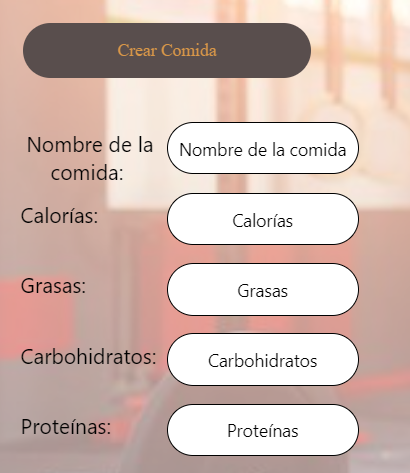 Crear Comida
Nombre de la
comida:
Nombre de la comida
Calorías:
Calorías
Grasas:
Grasas
Carbohidratos:
Carbohidratos
Proteínas:
Proteínas